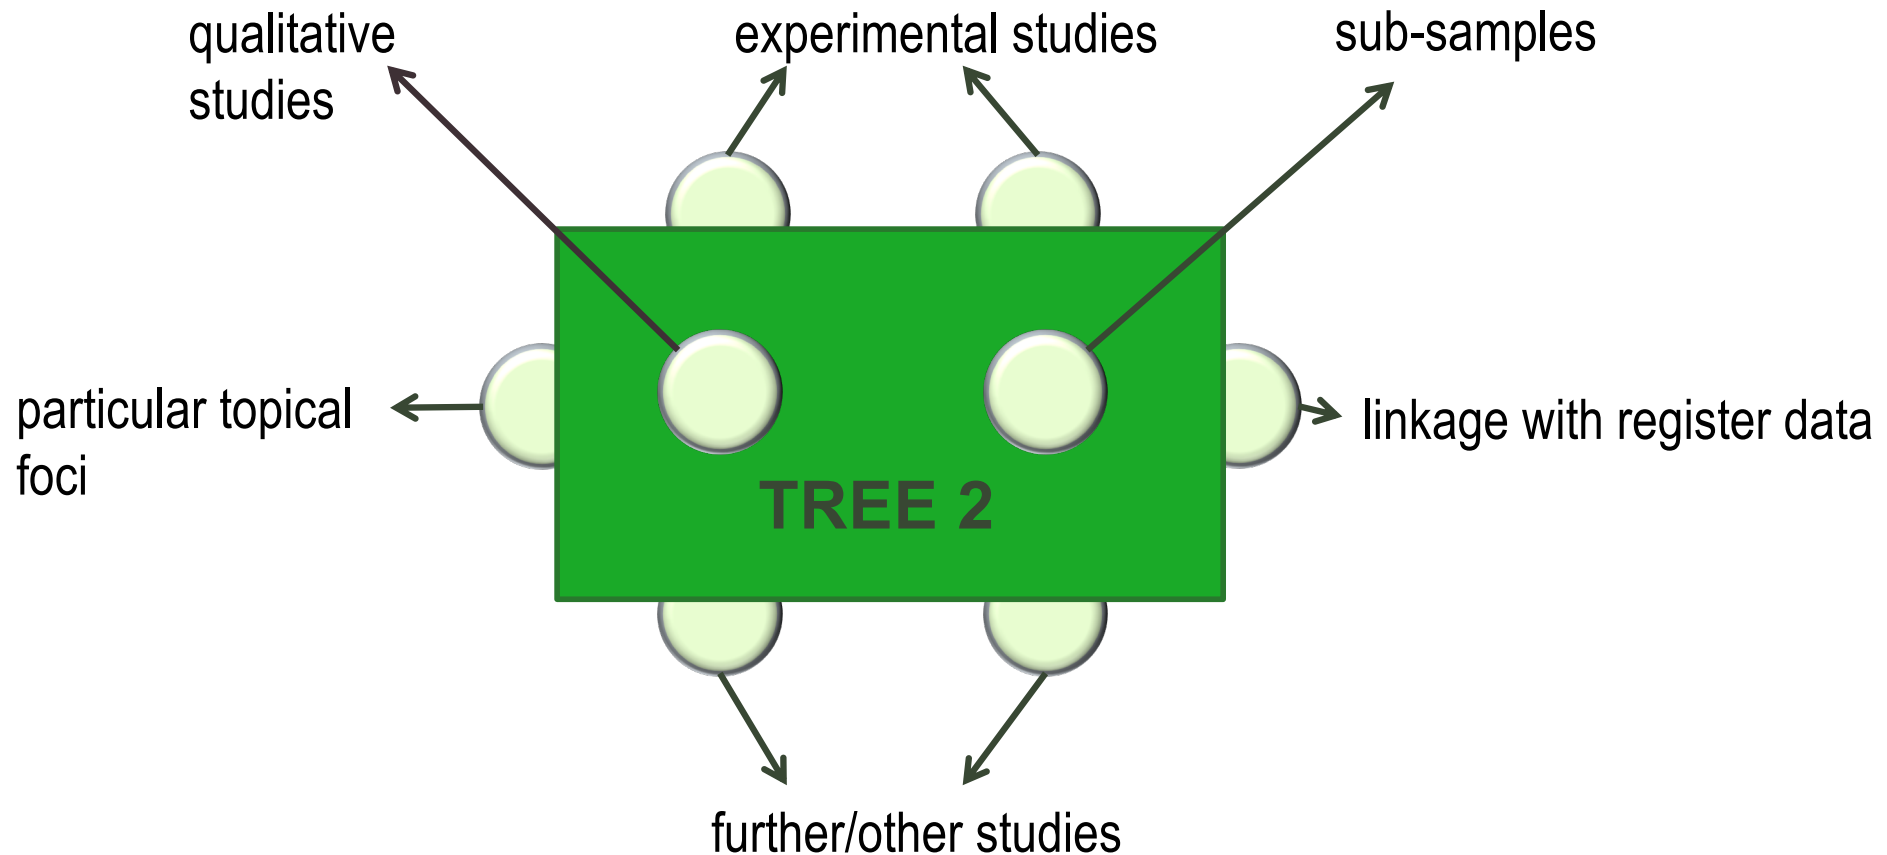 qualitative
studies
experimental studies
sub-samples
particular topical
foci
linkage with register data
TREE 2
further/other studies